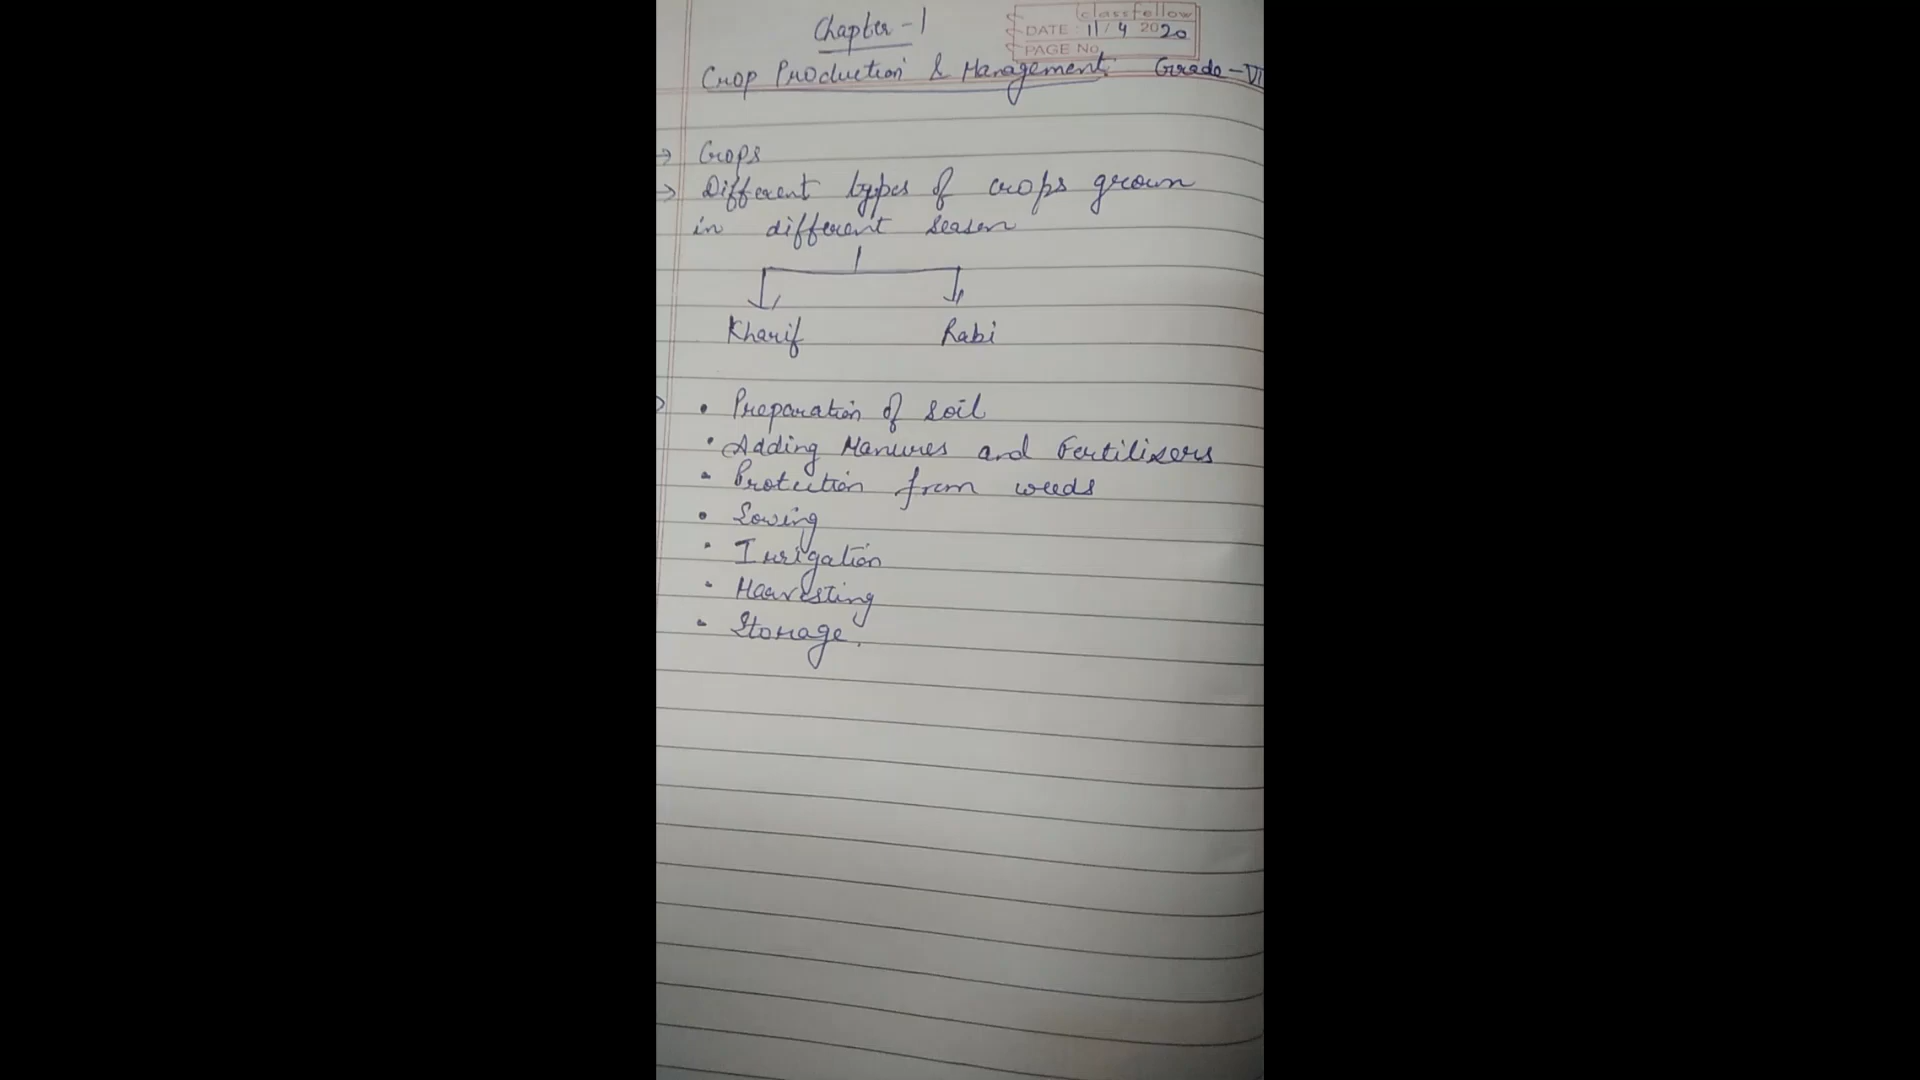 Chapter - 1
classfellow
DATE : 11 / 4 2020
PAGE No.
Crop Production & Management. Grade - VI
→ Crops
→ Different types of crops grown
in different season
Kharif Rabi
• Preparation of soil
• Adding Manures and Fertilizers
• Protection from weeds
• Sowing
• Irrigation
• Harvesting
• Storage.